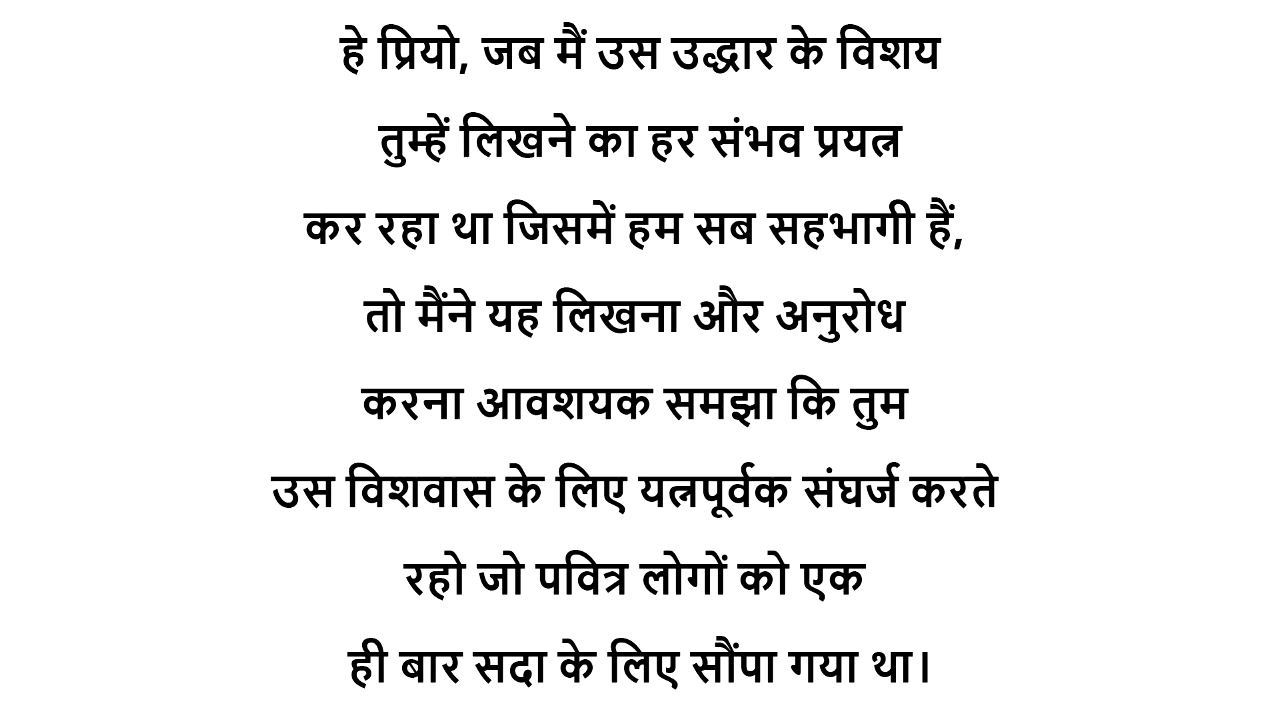 हे प्रियो, जब मैं उस उद्धार के विशय
तुम्हें लिखने का हर संभव प्रयत्न
कर रहा था जिसमें हम सब सहभागी हैं,
तो मैंने यह लिखना और अनुरोध
करना आवशयक समझा कि तुम
उस विशवास के लिए यत्नपूर्वक संघर्ज करते
रहो जो पवित्र लोगों को एक
ही बार सदा के लिए सौंपा गया था।